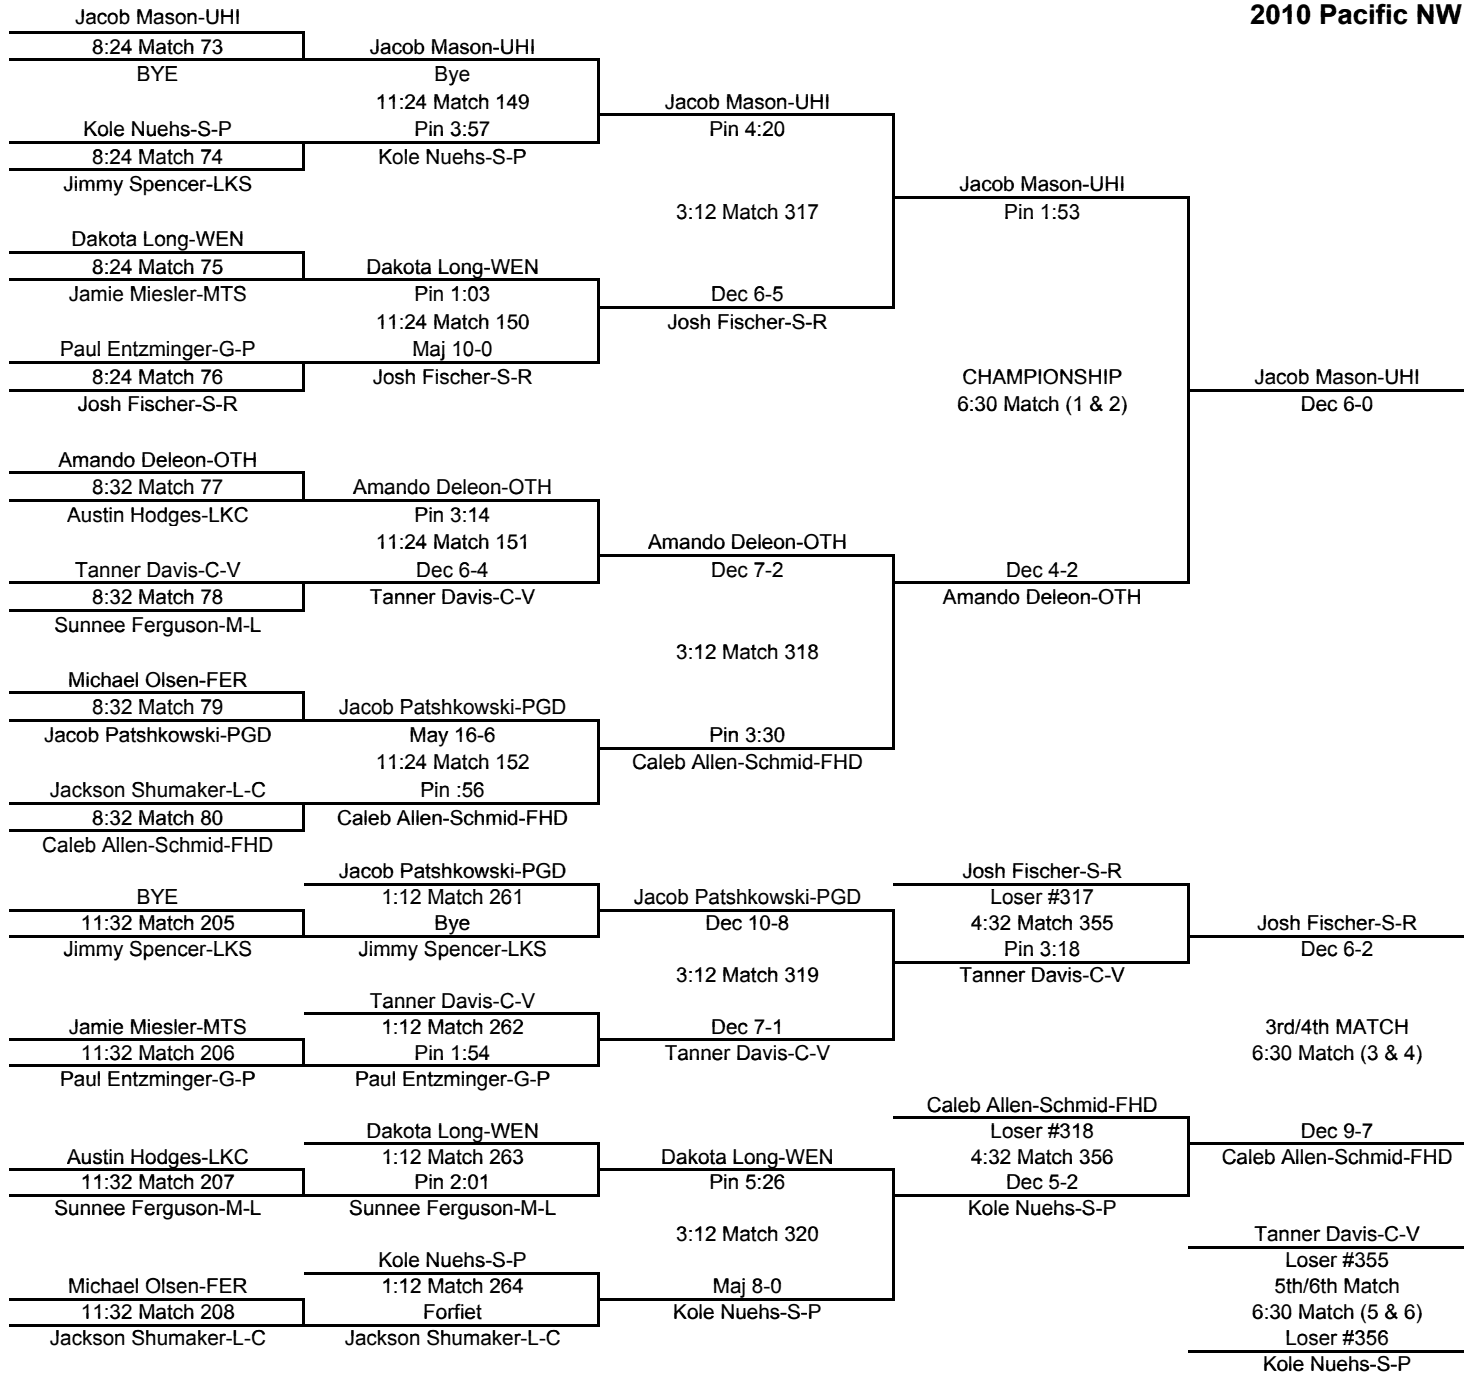 2010 Pacific NW
Jacob Mason-UHI
8:24 Match 73
BYE
Kole Nuehs-S-P
8:24 Match 74
Jimmy Spencer-LKS
Dakota Long-WEN
8:24 Match 75
Jamie Miesler-MTS
Paul Entzminger-G-P
8:24 Match 76
Josh Fischer-S-R
Amando Deleon-OTH
8:32 Match 77
Austin Hodges-LKC
Tanner Davis-C-V
8:32 Match 78
Sunnee Ferguson-M-L
Michael Olsen-FER
8:32 Match 79
Jacob Patshkowski-PGD
Jackson Shumaker-L-C
8:32 Match 80
Caleb Allen-Schmid-FHD
Jacob Mason-UHI
Bye
11:24 Match 149
Pin 3:57
Kole Nuehs-S-P
Dakota Long-WEN
Pin 1:03
11:24 Match 150
Maj 10-0
Josh Fischer-S-R
Amando Deleon-OTH
Pin 3:14
11:24 Match 151
Dec 6-4
Tanner Davis-C-V
Jacob Patshkowski-PGD
May 16-6
11:24 Match 152
Pin :56
Caleb Allen-Schmid-FHD
Jacob Mason-UHI
Pin 4:20
3:12 Match 317
Dec 6-5
Josh Fischer-S-R
Amando Deleon-OTH
Dec 7-2
3:12 Match 318
Pin 3:30
Caleb Allen-Schmid-FHD
Jacob Mason-UHI
Pin 1:53
CHAMPIONSHIP
6:30 Match (1 & 2)
Dec 4-2
Amando Deleon-OTH
Jacob Mason-UHI
Dec 6-0
BYE
11:32 Match 205
Jimmy Spencer-LKS
Jamie Miesler-MTS
11:32 Match 206
Paul Entzminger-G-P
Austin Hodges-LKC
11:32 Match 207
Sunnee Ferguson-M-L
Michael Olsen-FER
11:32 Match 208
Jackson Shumaker-L-C
Jacob Patshkowski-PGD
1:12 Match 261
Bye
Jimmy Spencer-LKS
Tanner Davis-C-V
1:12 Match 262
Pin 1:54
Paul Entzminger-G-P
Dakota Long-WEN
1:12 Match 263
Pin 2:01
Sunnee Ferguson-M-L
Kole Nuehs-S-P
1:12 Match 264
Forfiet
Jackson Shumaker-L-C
Jacob Patshkowski-PGD
Dec 10-8
3:12 Match 319
Dec 7-1
Tanner Davis-C-V
Dakota Long-WEN
Pin 5:26
3:12 Match 320
Maj 8-0
Kole Nuehs-S-P
Josh Fischer-S-R
Loser #317
4:32 Match 355
Pin 3:18
Tanner Davis-C-V
Caleb Allen-Schmid-FHD
Loser #318
4:32 Match 356
Dec 5-2
Kole Nuehs-S-P
Josh Fischer-S-R
Dec 6-2
3rd/4th MATCH
6:30 Match (3 & 4)
Dec 9-7
Caleb Allen-Schmid-FHD
Tanner Davis-C-V
Loser #355
5th/6th Match
6:30 Match (5 & 6)
Loser #356
Kole Nuehs-S-P